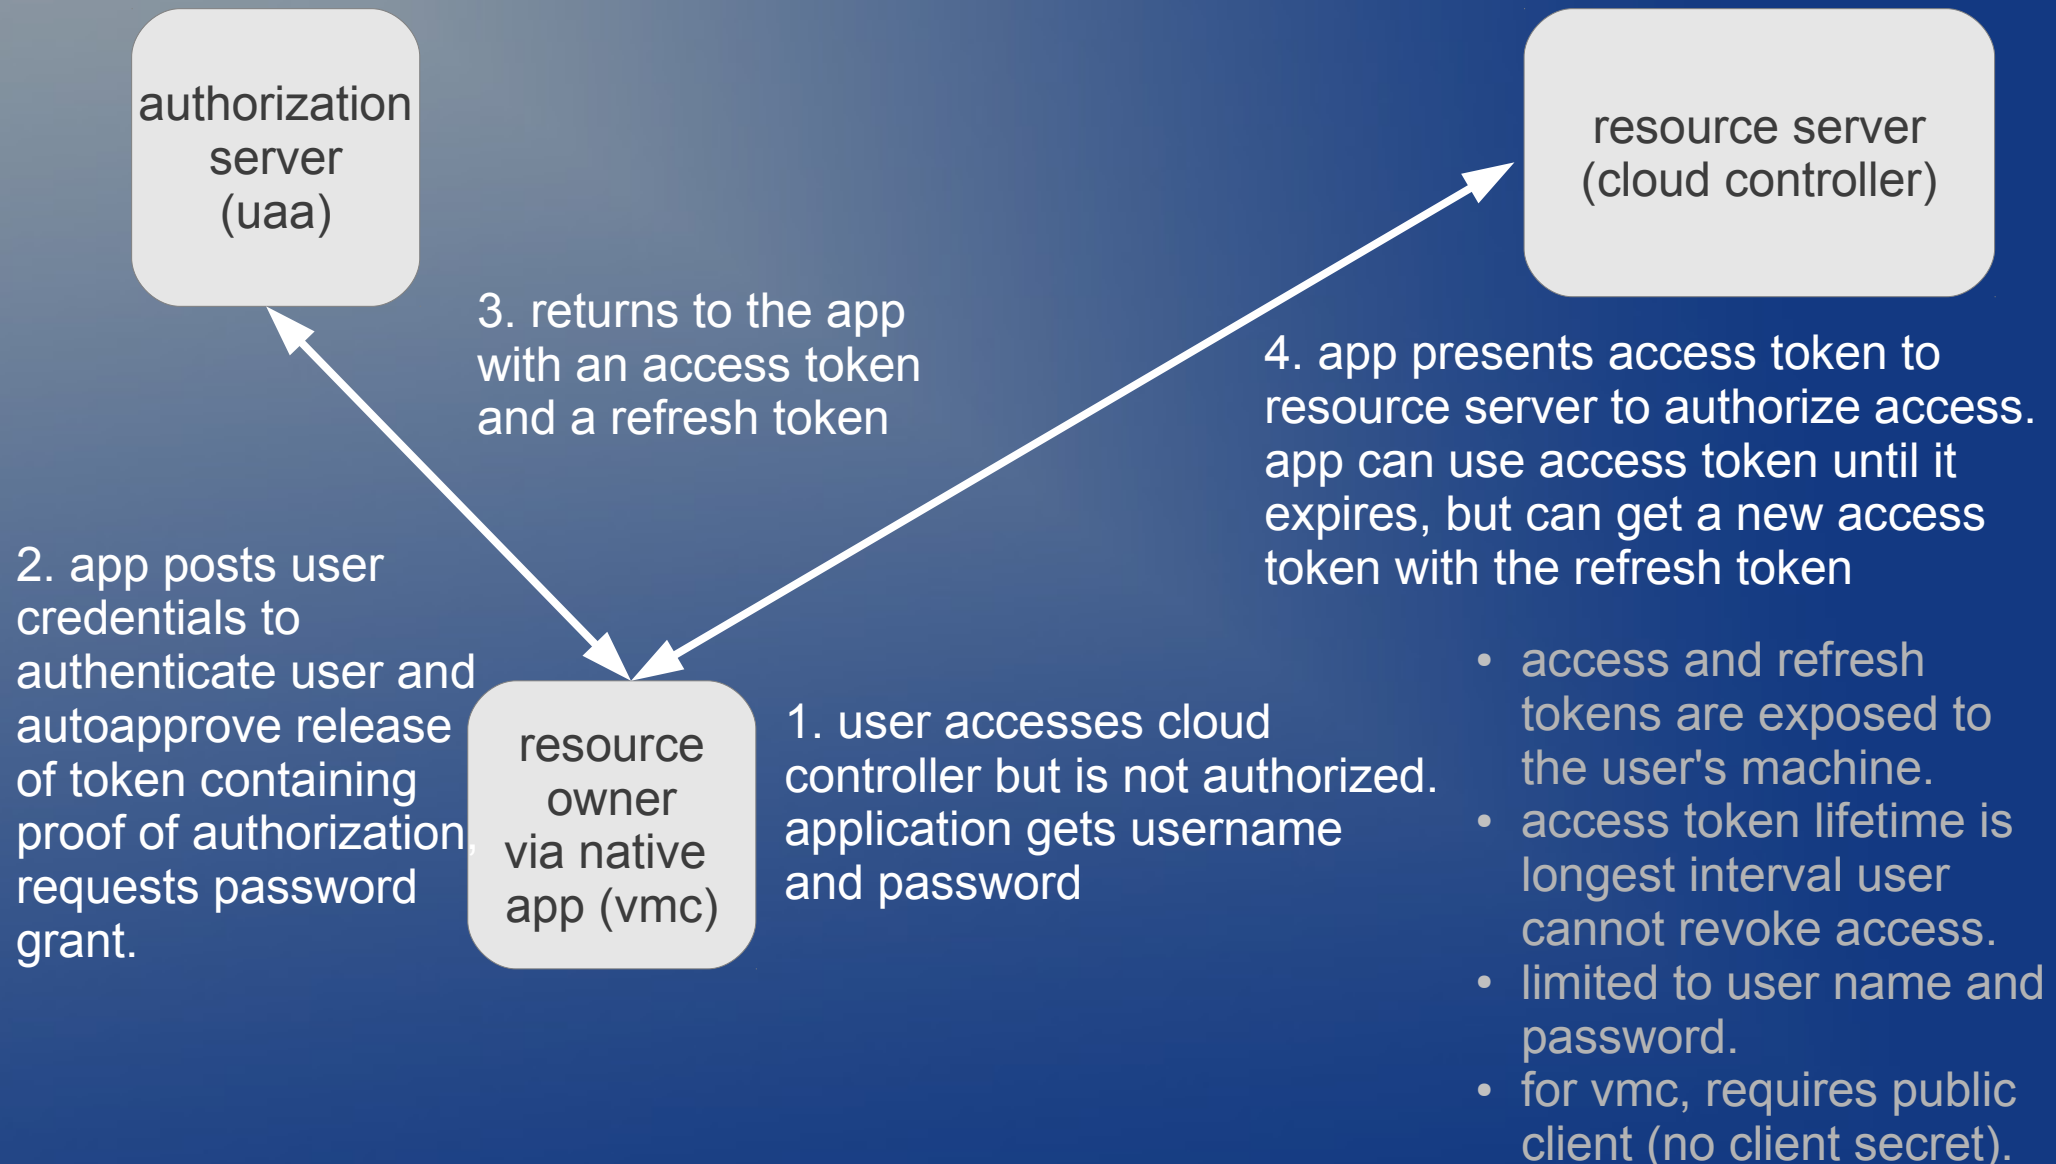 authorization
server
(uaa)
resource server
(cloud controller)
3. returns to the app
with an access token
and a refresh token
4. app presents access token to
resource server to authorize access.
app can use access token until it
expires, but can get a new access
token with the refresh token
2. app posts user
credentials to
authenticate user and
autoapprove release
of token containing
proof of authorization,
requests password
grant.
resource
owner
via native
app (vmc)
1. user accesses cloud
controller but is not authorized.
application gets username
and password
• access and refresh
tokens are exposed to
the user's machine.
• access token lifetime is
longest interval user
cannot revoke access.
• limited to user name and
password.
• for vmc, requires public
client (no client secret).